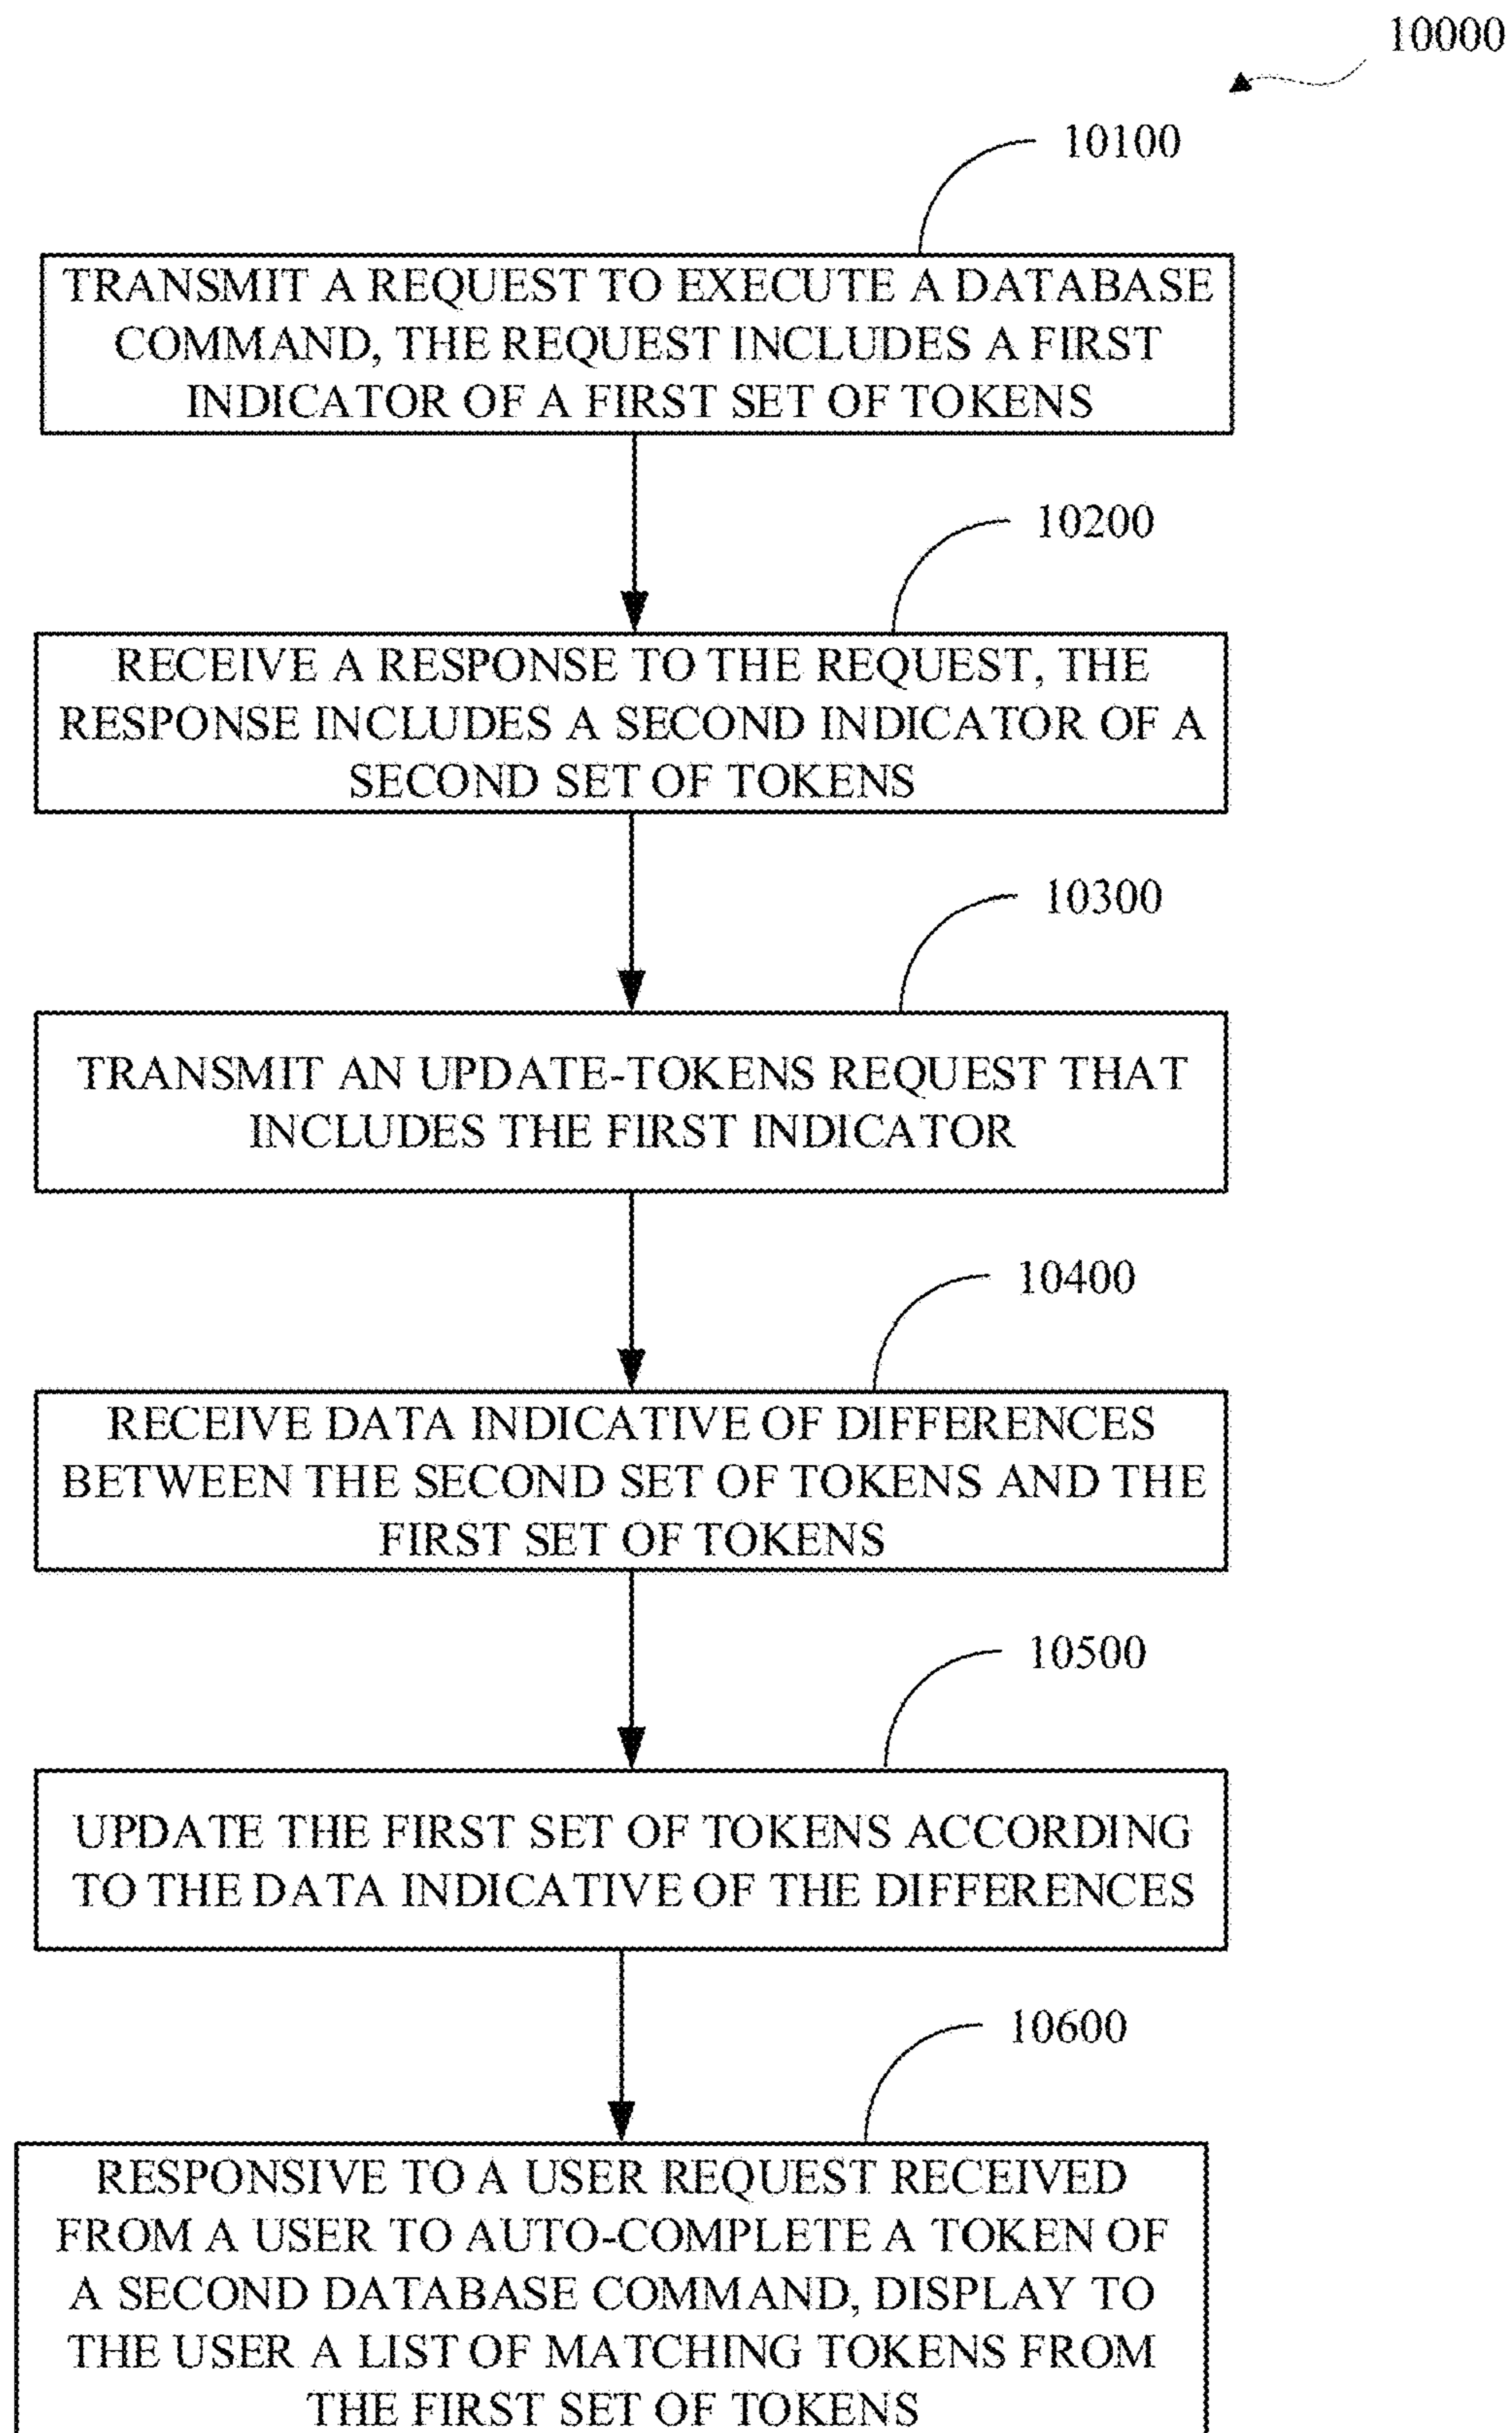 10000
10100
TRANSMIT A REQUEST TO EXECUTE A DATABASE
COMMAND, THE REQUEST INCLUDES A FIRST
INDICATOR OF A FIRST SET OF TOKENS
10200
RECEIVE A RESPONSE TO THE REQUEST, THE
RESPONSE INCLUDES A SECOND INDICATOR OF A
SECOND SET OF TOKENS
10300
TRANSMIT AN UPDATE-TOKENS REQUEST THAT
INCLUDES THE FIRST INDICATOR
10400
RECEIVE DATA INDICATIVE OF DIFFERENCES
BETWEEN THE SECOND SET OF TOKENS AND THE
FIRST SET OF TOKENS
10500
UPDATE THE FIRST SET OF TOKENS ACCORDING
TO THE DATA INDICATIVE OF THE DIFFERENCES
10600
RESPONSIVE TO A USER REQUEST RECEIVED
FROM A USER TO AUTO-COMPLETE A TOKEN OF
A SECOND DATABASE COMMAND, DISPLAY TO
THE USER A LIST OF MATCHING TOKENS FROM
THE FIRST SET OF TOKENS